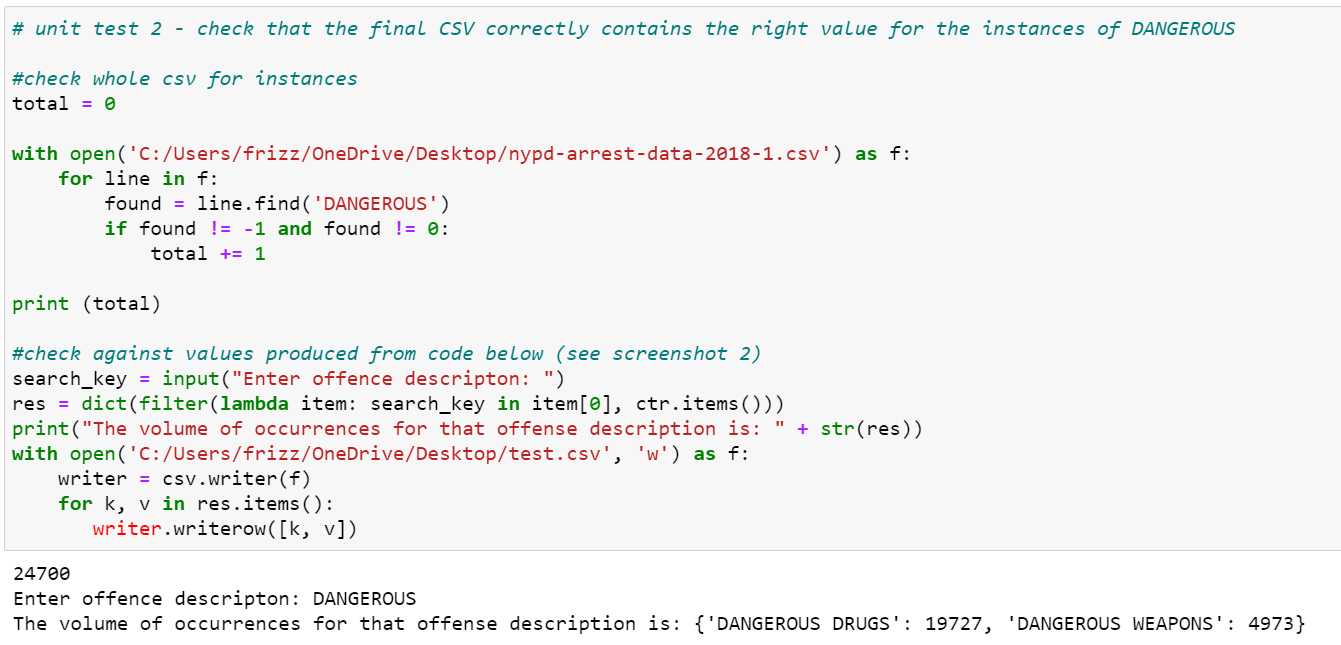 # unit test 2 - check that the final CSV correctly contains the right value for the instances of DANGEROUS
#check whole csv for instances
total = 0
with open('C:/Users/frizz/OneDrive/Desktop/nypd-arrest-data-2018-1.csv') as f:
    for line in f:
        found = line.find('DANGEROUS')
        if found != -1 and found != 0:
            total += 1
print (total)
#check against values produced from code below (see screenshot 2)
search_key = input("Enter offence descripton: ")
res = dict(filter(lambda item: search_key in item[0], ctr.items()))
print("The volume of occurrences for that offense description is: " + str(res))
with open('C:/Users/frizz/OneDrive/Desktop/test.csv', 'w') as f:
    writer = csv.writer(f)
    for k, v in res.items():
       writer.writerow([k, v])
24700
Enter offence descripton: DANGEROUS
The volume of occurrences for that offense description is: {'DANGEROUS DRUGS': 19727, 'DANGEROUS WEAPONS': 4973}